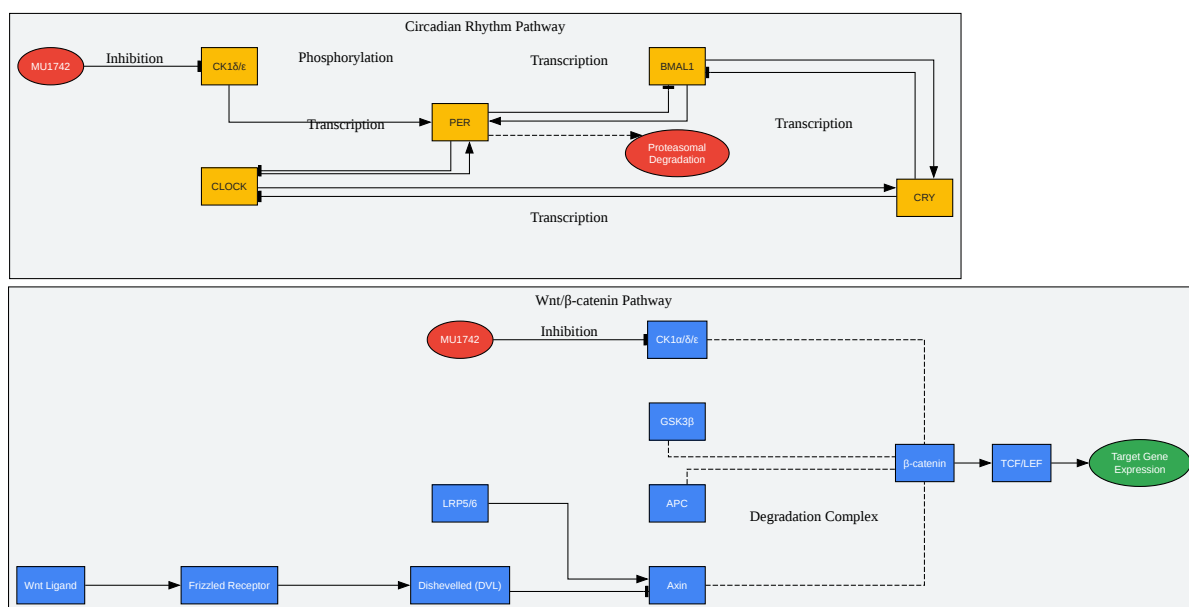 Circadian Rhythm Pathway
MU1742
Inhibition
CK1δ/ε
Phosphorylation
Transcription
BMAL1
Transcription
PER
Transcription
Proteasomal
Degradation
CLOCK
CRY
Transcription
Wnt/β-catenin Pathway
MU1742
Inhibition
CK1α/δ/ε
GSK3β
β-catenin
TCF/LEF
Target Gene
Expression
LRP5/6
APC
Degradation Complex
Wnt Ligand
Frizzled Receptor
Dishevelled (DVL)
Axin